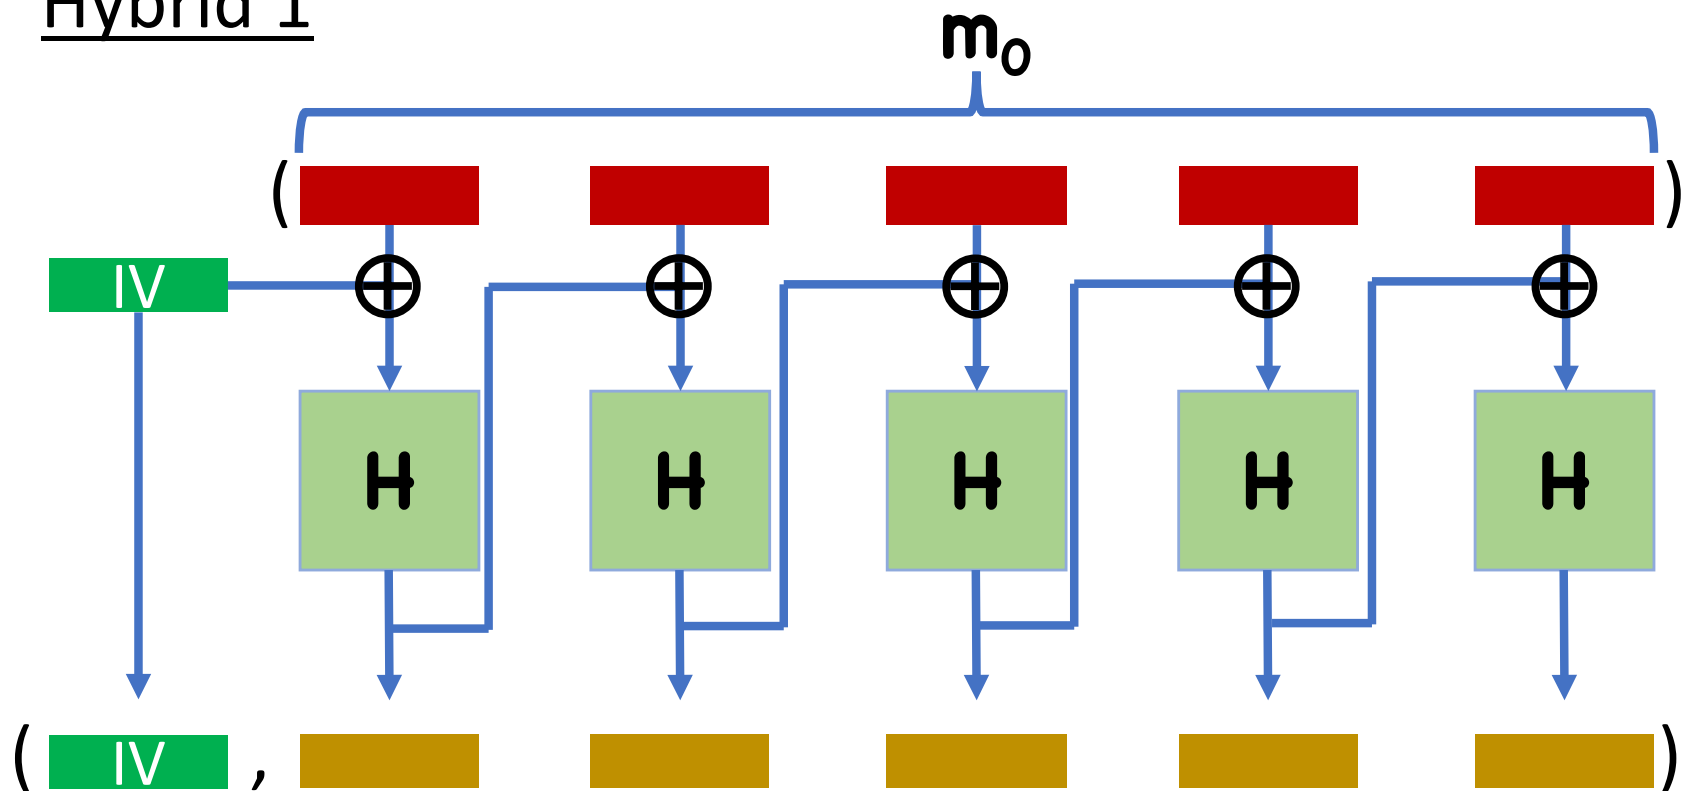 Hybrid 1
m₀
( )
IV
H H H H H
( IV , )